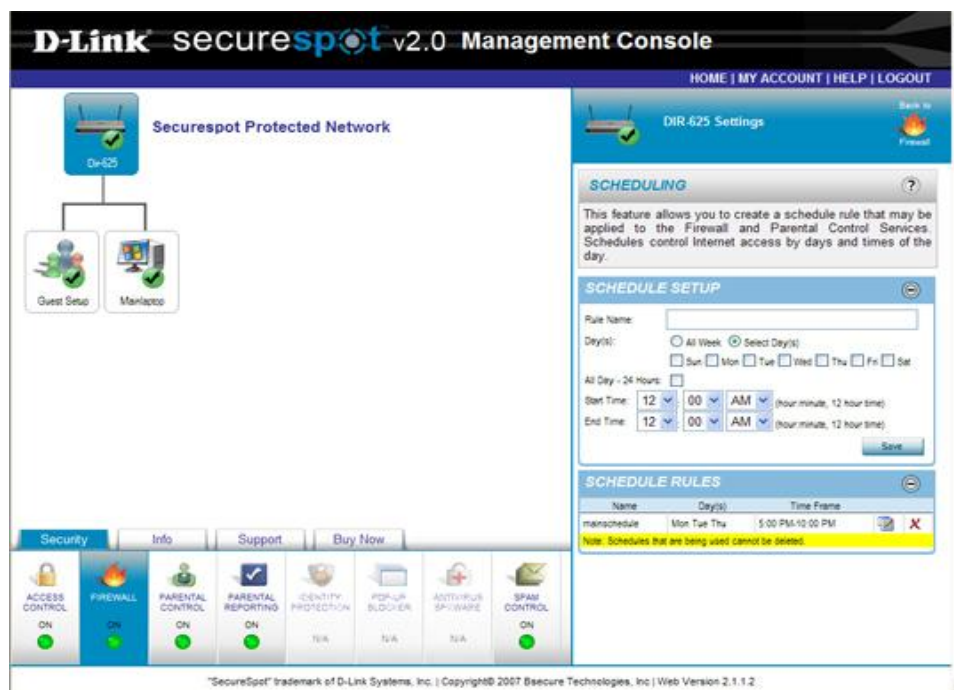 D-Link securespot v2.0 Management Console
HOME | MY ACCOUNT | HELP | LOGOUT
Dir-625
Securespot Protected Network
Guest Setup
Mainlaptop
DIR-625 Settings
Back to
Firewall
SCHEDULING
?
This feature allows you to create a schedule rule that may be
applied to the Firewall and Parental Control Services.
Schedules control Internet access by days and times of the
day.
SCHEDULE SETUP
Rule Name:
Day(s): All Week Select Day(s)
Sun Mon Tue Wed Thu Fri Sat
All Day - 24 Hours:
Start Time: 12 : 00 AM (hour:minute, 12 hour time)
End Time: 12 : 00 AM (hour:minute, 12 hour time)
Save
SCHEDULE RULES
Name Day(s) Time Frame
mainschedule Mon Tue Thu 5:00 PM-10:00 PM
Note: Schedules that are being used cannot be deleted.
Security Info Support Buy Now
ACCESS CONTROL
ON
FIREWALL
ON
PARENTAL CONTROL
ON
PARENTAL REPORTING
ON
IDENTITY PROTECTION
N/A
POP-UP BLOCKER
N/A
ANTIVIRUS SPYWARE
N/A
SPAM CONTROL
ON
"SecureSpot" trademark of D-Link Systems, Inc. | Copyright© 2007 Bsecure Technologies, Inc | Web Version 2.1.1.2